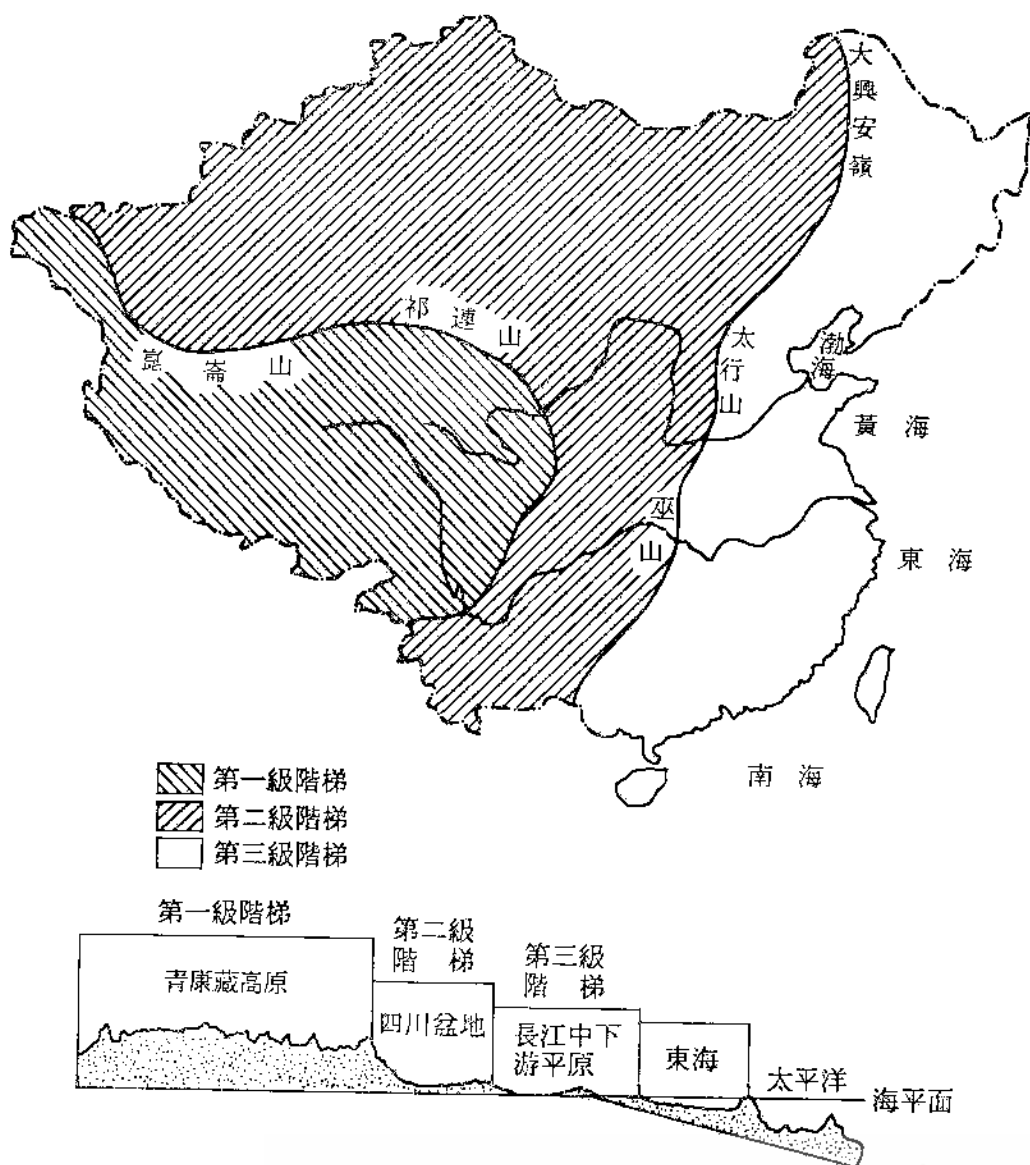 大興安嶺
祁連山
崑崙山
太行山
渤海
黃海
巫山
東海
南海
第一級階梯
第二級階梯
第三級階梯
第一級階梯
第二級
階梯
第三級
階梯
青康藏高原
四川盆地
長江中下
游平原
東海
太平洋
海平面